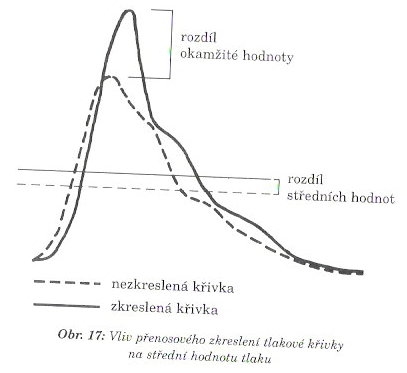 rozdíl
okamžité hodnoty
rozdíl
středních hodnot
nezkreslená křivka
zkreslená křivka
Obr. 17: Vliv přenosového zkreslení tlakové křivky
na střední hodnotu tlaku